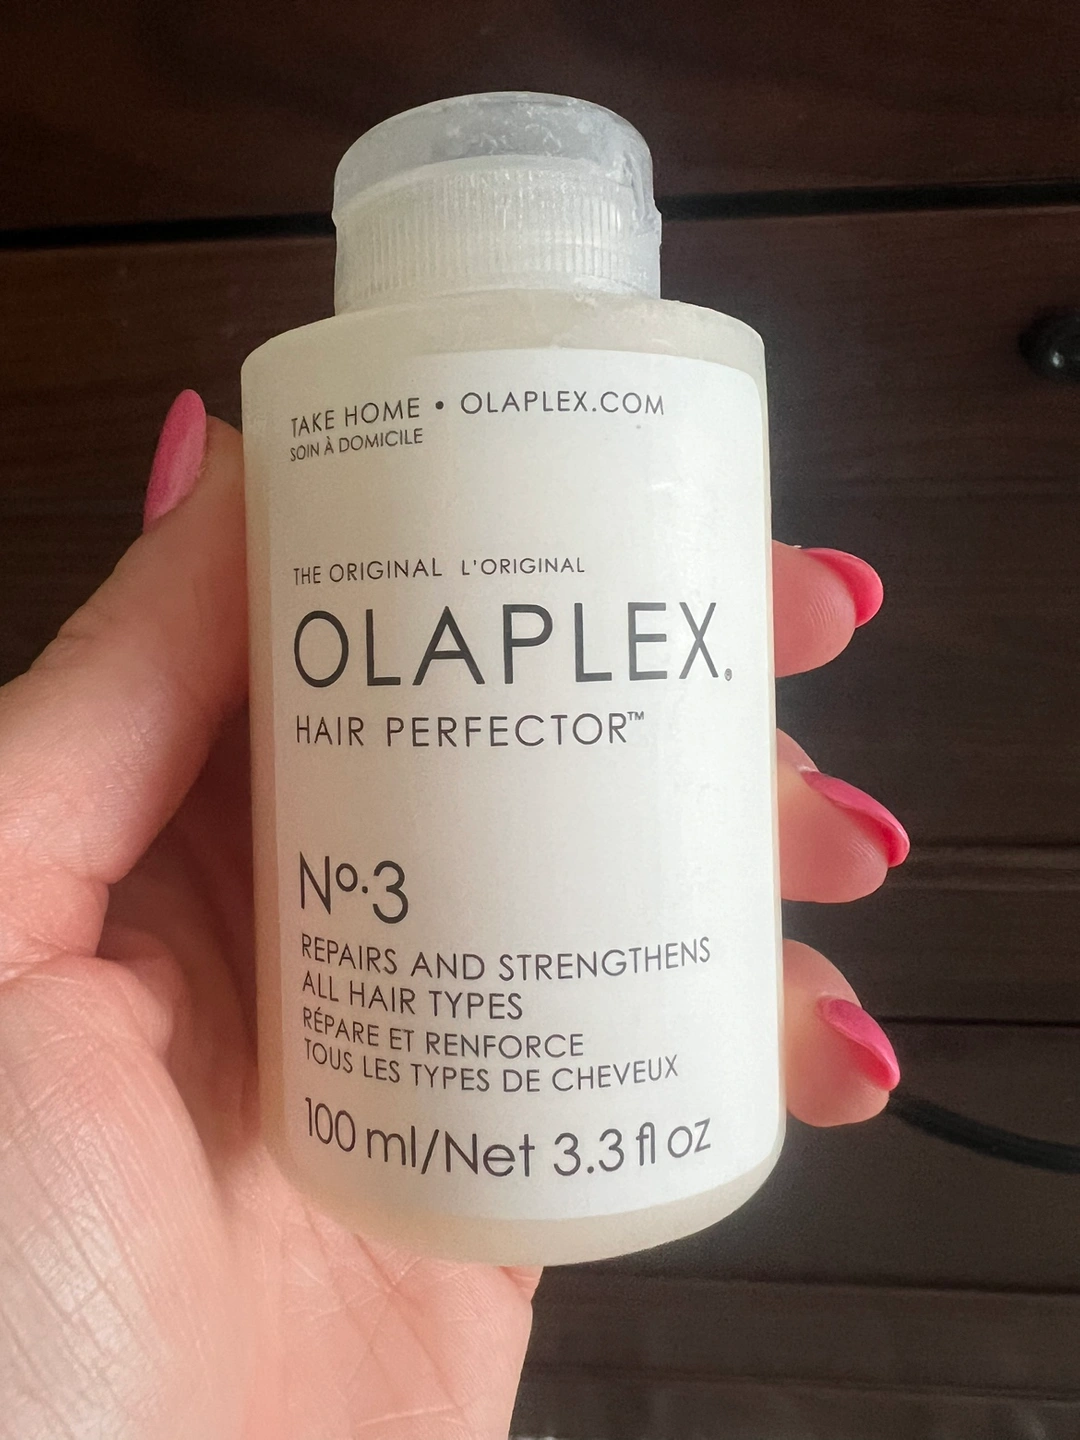 TAKE HOME • OLAPLEX.COM
SOIN À DOMICILE
THE ORIGINAL L'ORIGINAL
OLAPLEX®
HAIR PERFECTOR™
Nº.3
REPAIRS AND STRENGTHENS
ALL HAIR TYPES
RÉPARE ET RENFORCE
TOUS LES TYPES DE CHEVEUX
100 ml/Net 3.3 fl oz